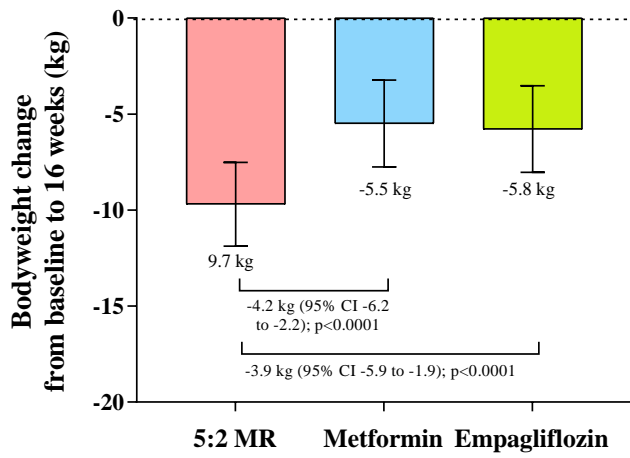 Bodyweight change
from baseline to 16 weeks (kg)
0
-5
-10
-15
-20
9.7 kg
-5.5 kg
-5.8 kg
-4.2 kg (95% CI -6.2
to -2.2); p<0.0001
-3.9 kg (95% CI -5.9 to -1.9); p<0.0001
5:2 MR
Metformin
Empagliflozin